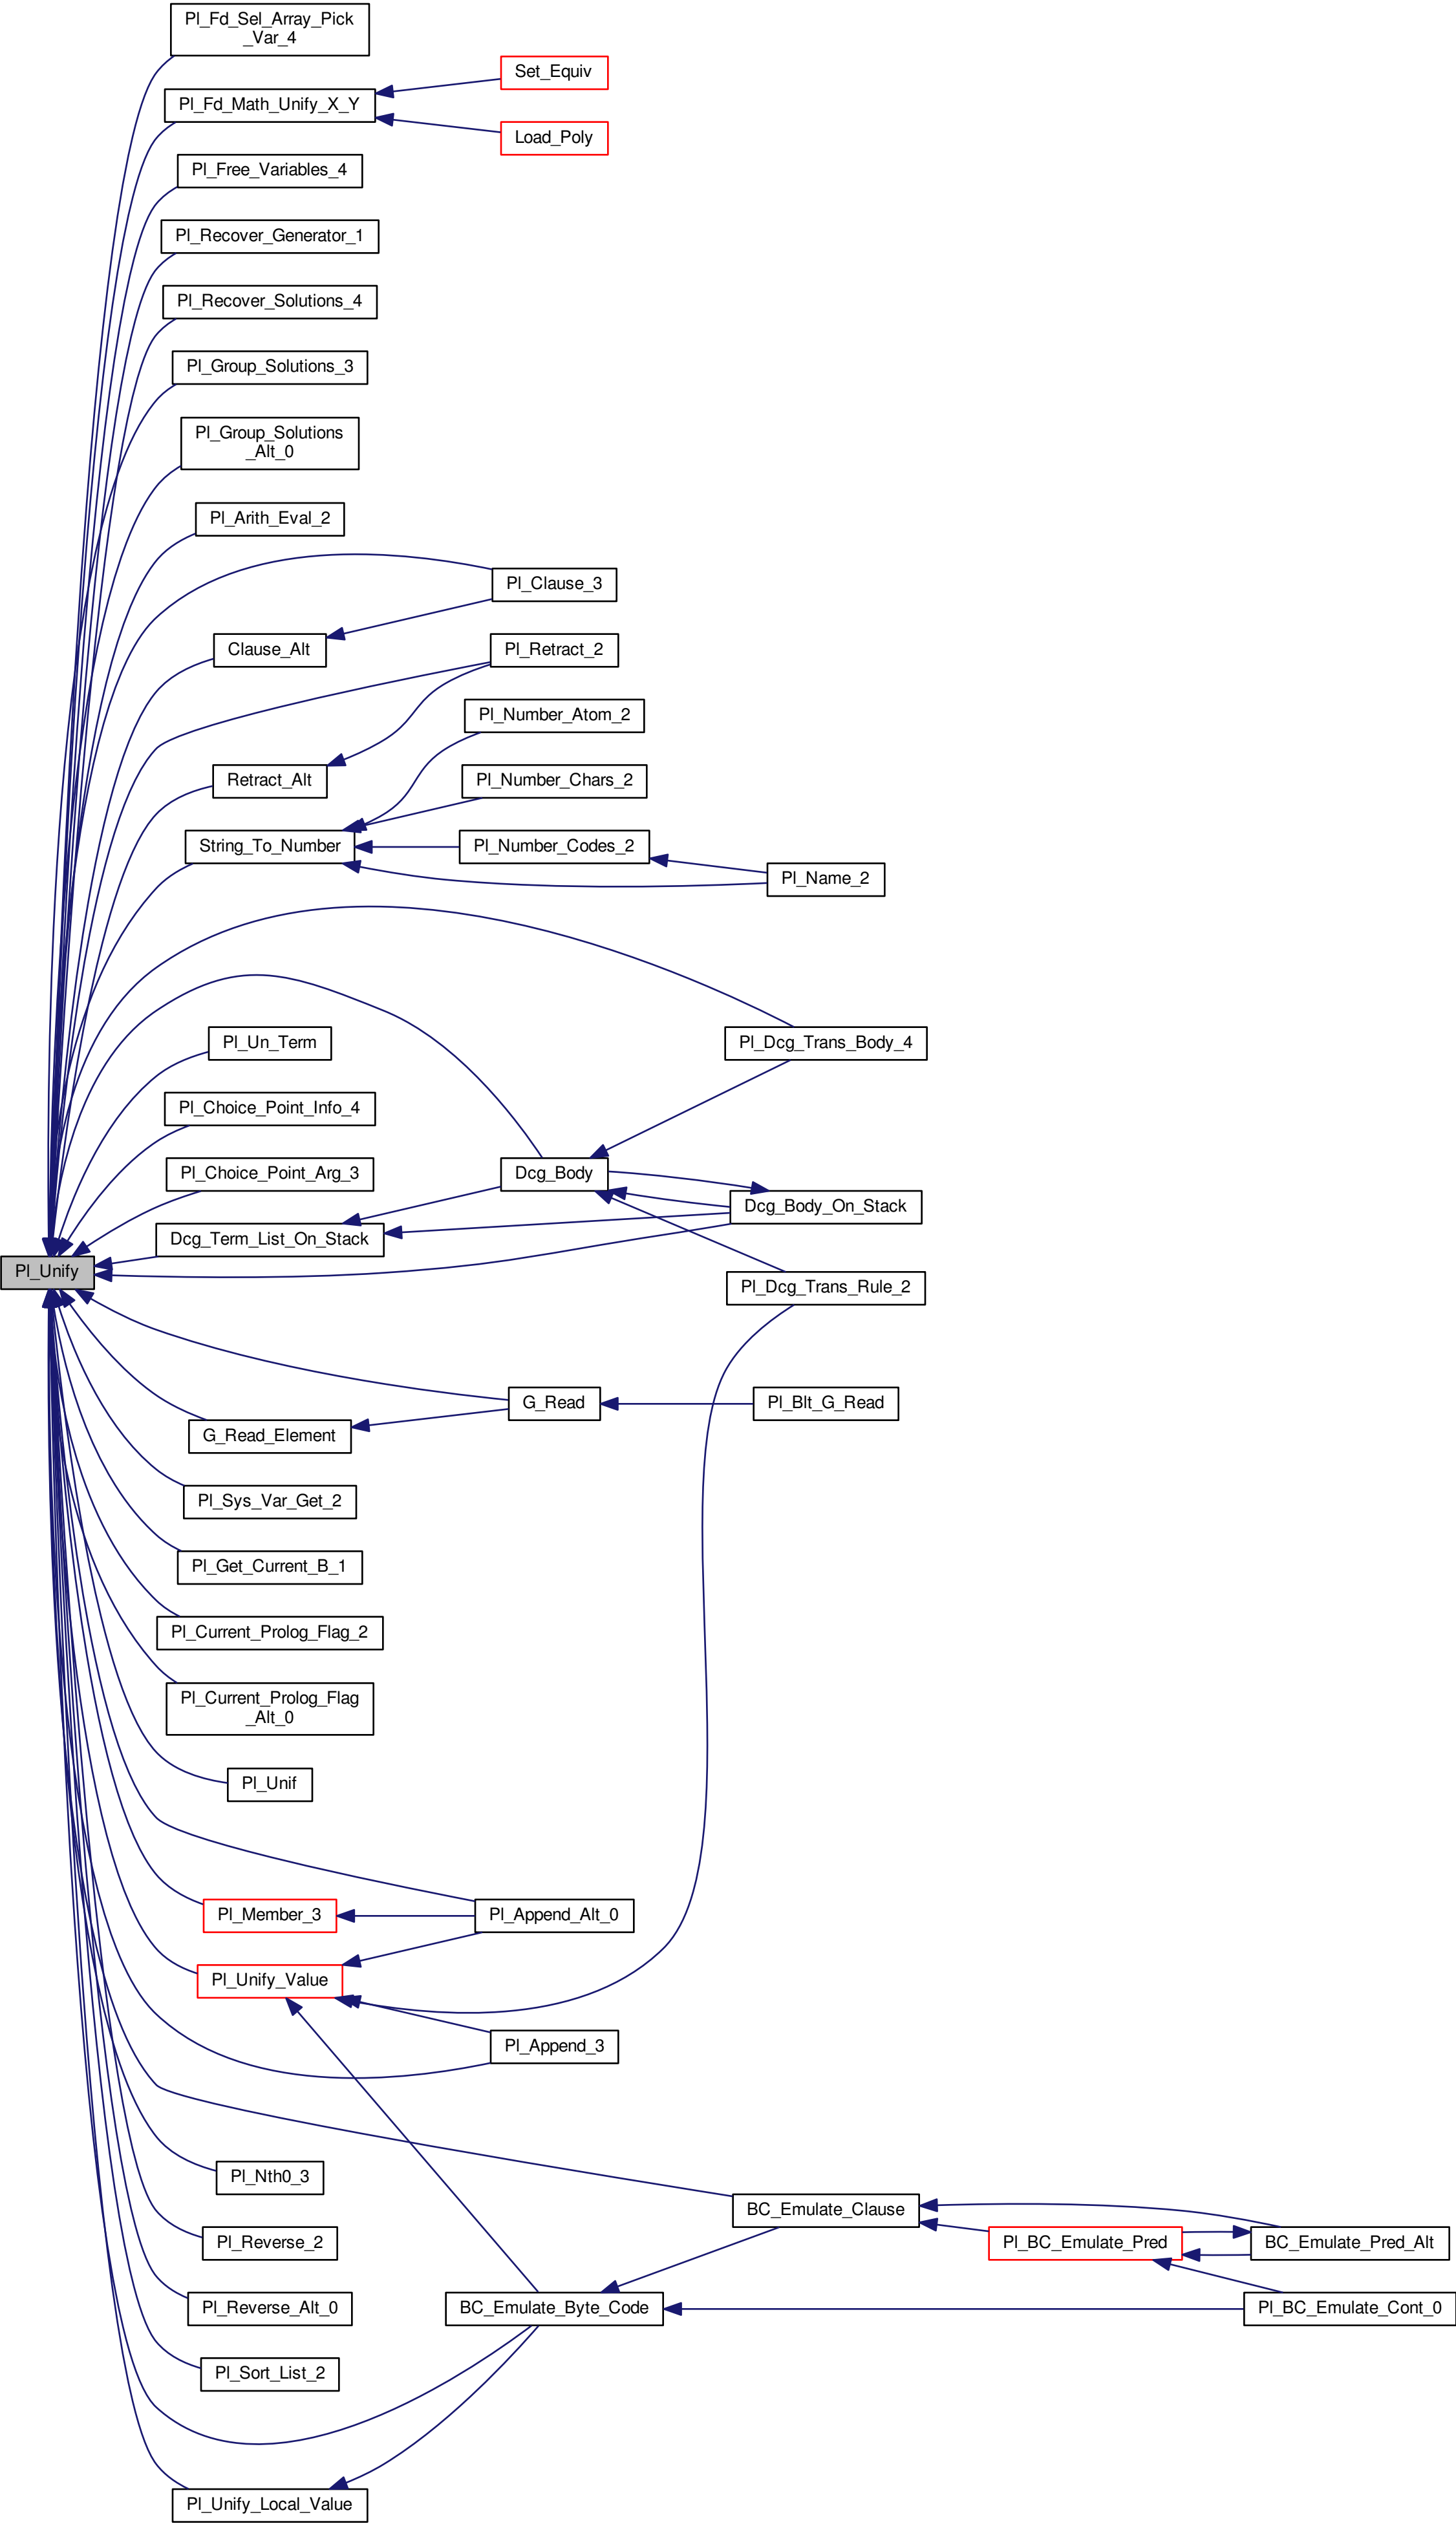 Pl_Fd_Sel_Array_Pick
_Var_4
Set_Equiv
Pl_Fd_Math_Unify_X_Y
Load_Poly
Pl_Free_Variables_4
Pl_Recover_Generator_1
Pl_Recover_Solutions_4
Pl_Group_Solutions_3
Pl_Group_Solutions
_Alt_0
Pl_Arith_Eval_2
Pl_Clause_3
Clause_Alt
Pl_Retract_2
Pl_Number_Atom_2
Retract_Alt
Pl_Number_Chars_2
String_To_Number
Pl_Number_Codes_2
Pl_Name_2
Pl_Un_Term
Pl_Dcg_Trans_Body_4
Pl_Choice_Point_Info_4
Pl_Choice_Point_Arg_3
Dcg_Body
Dcg_Body_On_Stack
Dcg_Term_List_On_Stack
Pl_Unify
Pl_Dcg_Trans_Rule_2
G_Read
Pl_Blt_G_Read
G_Read_Element
Pl_Sys_Var_Get_2
Pl_Get_Current_B_1
Pl_Current_Prolog_Flag_2
Pl_Current_Prolog_Flag
_Alt_0
Pl_Unif
Pl_Member_3
Pl_Append_Alt_0
Pl_Unify_Value
Pl_Append_3
Pl_Nth0_3
BC_Emulate_Clause
Pl_Reverse_2
Pl_BC_Emulate_Pred
BC_Emulate_Pred_Alt
Pl_Reverse_Alt_0
BC_Emulate_Byte_Code
Pl_BC_Emulate_Cont_0
Pl_Sort_List_2
Pl_Unify_Local_Value